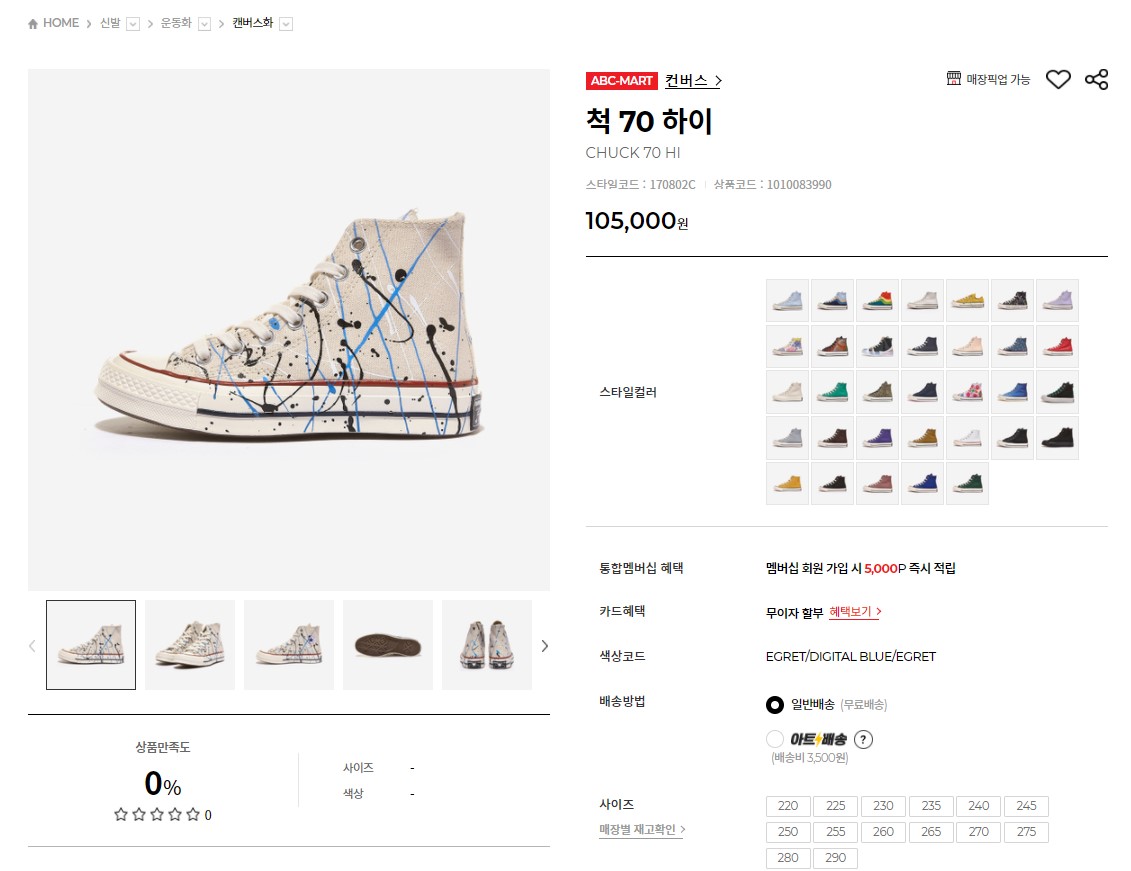 HOME > 신발 > 운동화 > 캔버스화
ABC-MART 컨버스 >
매장픽업 가능
척 70 하이
CHUCK 70 HI
스타일코드 : 170802C | 상품코드 : 1010083990
105,000원
스타일컬러
통합멤버십 혜택 멤버십 회원 가입 시 5,000P 즉시 적립
카드혜택 무이자 할부 혜택보기 >
색상코드 EGRET/DIGITAL BLUE/EGRET
배송방법 일반배송 (무료배송)
아트배송 ?
(배송비 3,500원)
사이즈 220 225 230 235 240 245
매장별 재고확인 > 250 255 260 265 270 275
280 290
상품만족도
0%
0
사이즈 -
색상 -